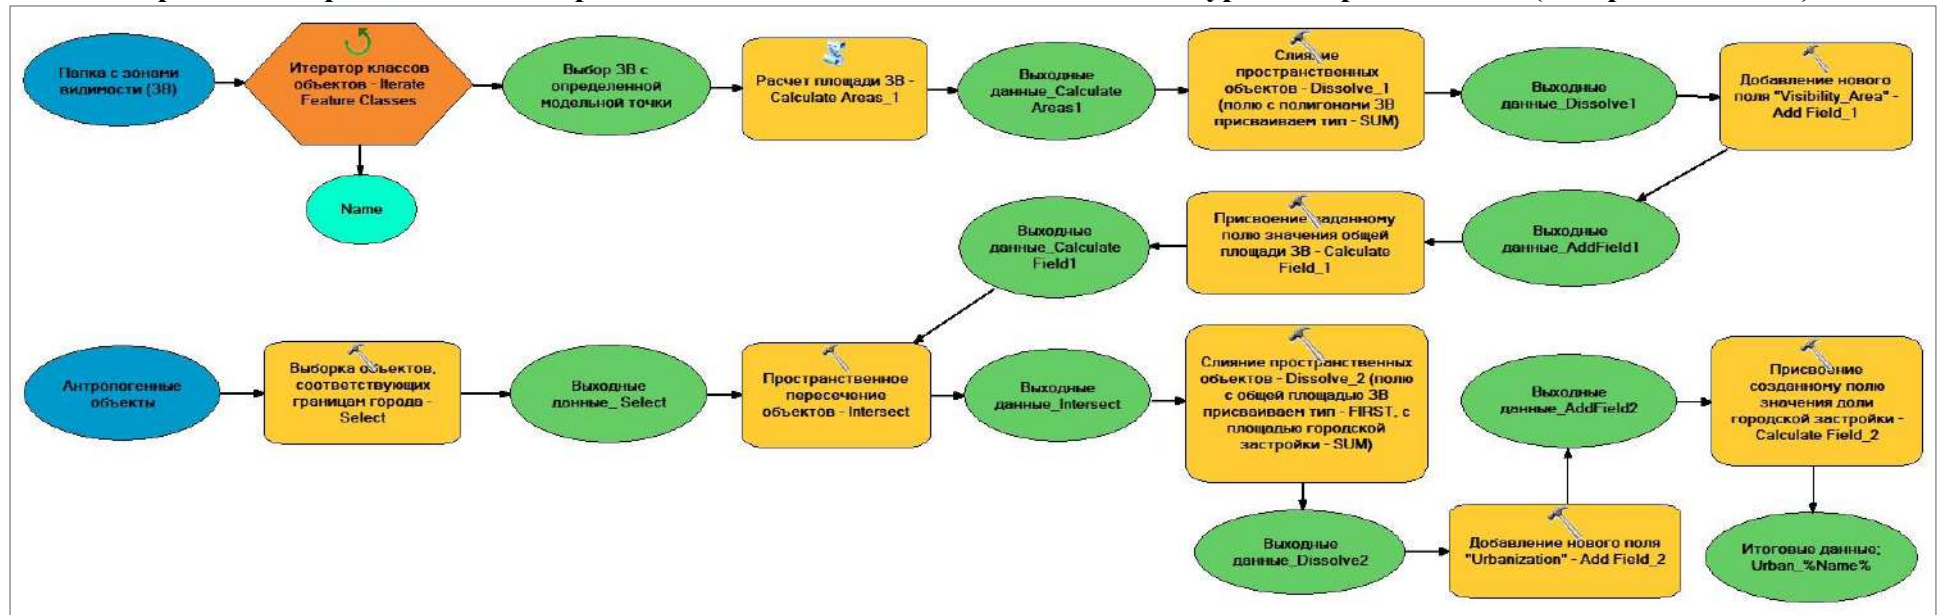 Папка с зонами
видимости (ЗВ)
Итератор классов
объектов - Iterate
Feature Classes
Name
Выбор ЗВ с
определенной
модельной точки
Расчет площади ЗВ -
Calculate Areas_1
Выходные
данные_Calculate
Areas1
Слияние
пространственных
объектов - Dissolve_1
(полю с полигонами ЗВ
присваиваем тип - SUM)
Выходные
данные_Dissolve1
Добавление нового
поля "Visibility_Area" -
Add Field_1
Выходные
данные_AddField1
Присвоение заданному
полю значения общей
площади ЗВ - Calculate
Field_1
Выходные
данные_Calculate
Field1
Антропогенные
объекты
Выборка объектов,
соответствующих
границам города -
Select
Выходные
данные_ Select
Пространственное
пересечение
объектов - Intersect
Выходные
данные_Intersect
Слияние пространственных
объектов - Dissolve_2 (полю
с общей площадью ЗВ
присваиваем тип - FIRST, с
площадью городской
застройки - SUM)
Выходные
данные_Dissolve2
Добавление нового поля
"Urbanization" - Add Field_2
Выходные
данные_AddField2
Присвоение
созданному полю
значения доли
городской застройки -
Calculate Field_2
Итоговые данные:
Urban_%Name%